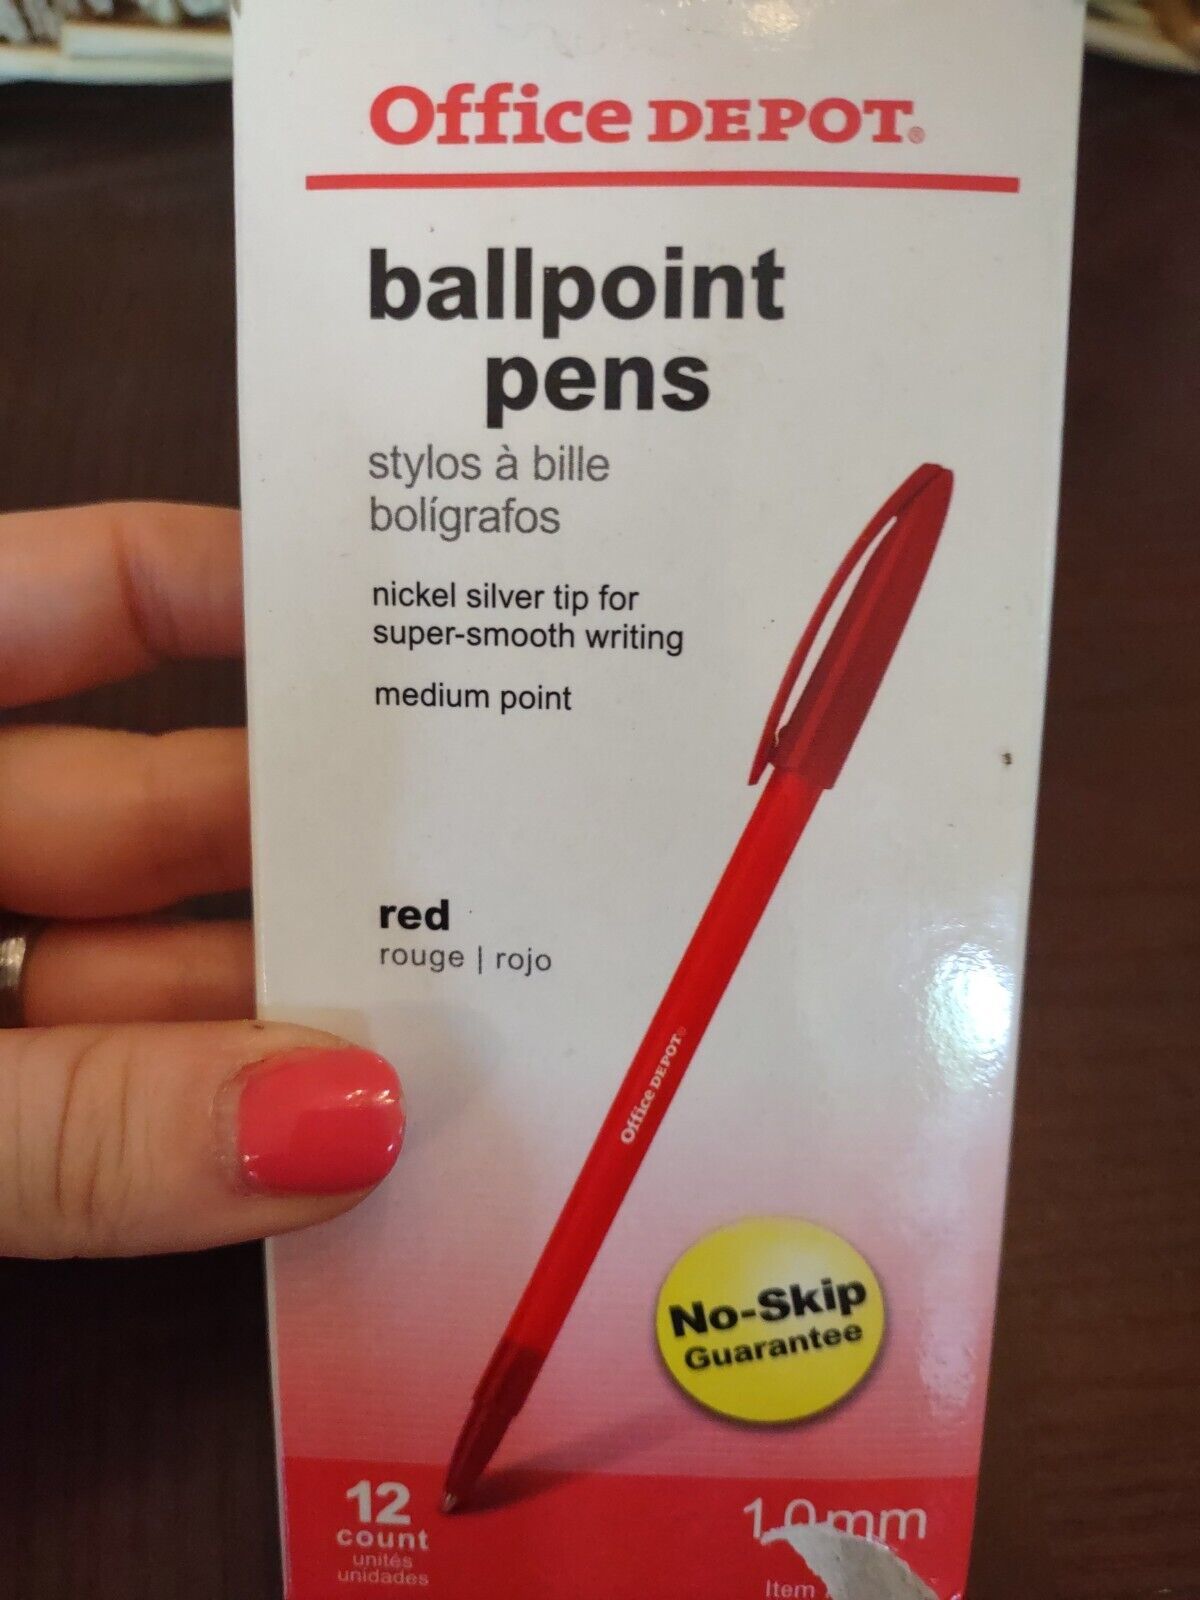 Office DEPOT®
ballpoint
pens
stylos à bille
bolígrafos
nickel silver tip for
super-smooth writing
medium point
red
rouge | rojo
Office DEPOT®
No-Skip
Guarantee
12
count
unités
unidades
1.0mm
Item